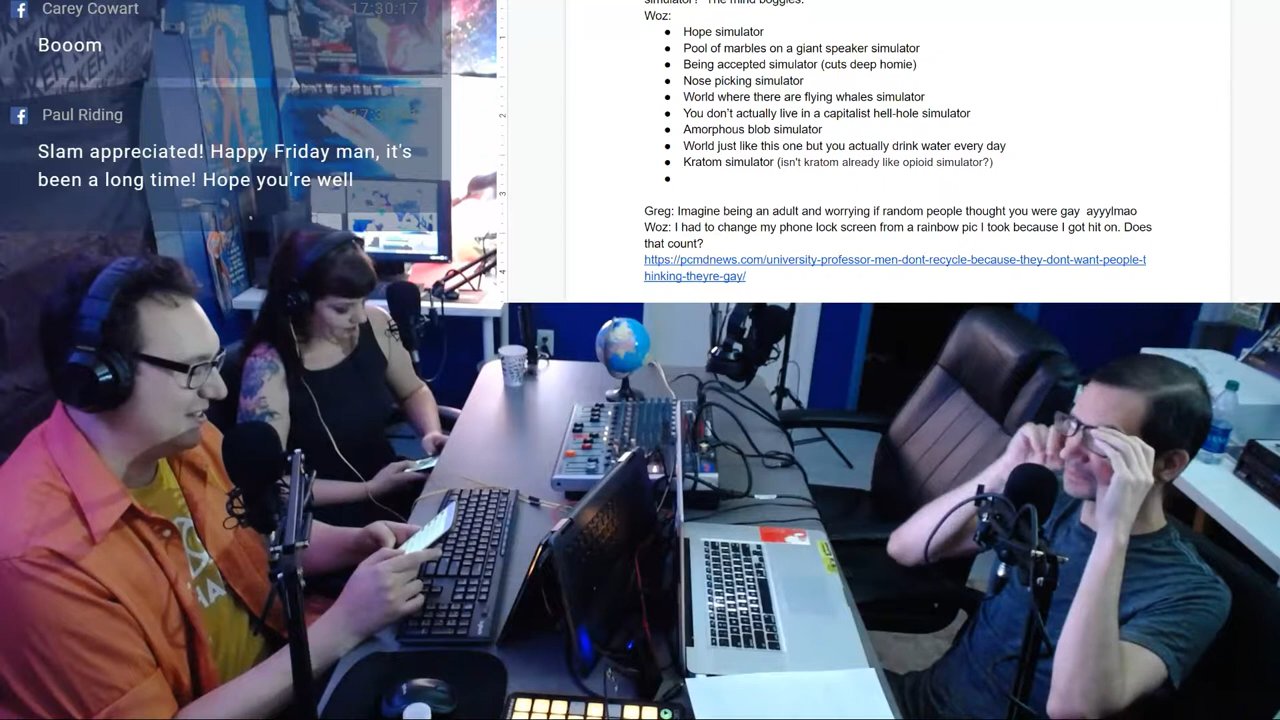 Carey Cowart
17:30:17
Booom
Paul Riding
Slam appreciated! Happy Friday man, it's
been a long time! Hope you're well
Woz:
Hope simulator
Pool of marbles on a giant speaker simulator
Being accepted simulator (cuts deep homie)
Nose picking simulator
World where there are flying whales simulator
You don't actually live in a capitalist hell-hole simulator
Amorphous blob simulator
World just like this one but you actually drink water every day
Kratom simulator (isn't kratom already like opioid simulator?)
Greg: Imagine being an adult and worrying if random people thought you were gay ayyylmao
Woz: I had to change my phone lock screen from a rainbow pic I took because I got hit on. Does
that count?
https://pcmdnews.com/university-professor-men-dont-recycle-because-they-dont-want-people-t
hinking-theyre-gay/